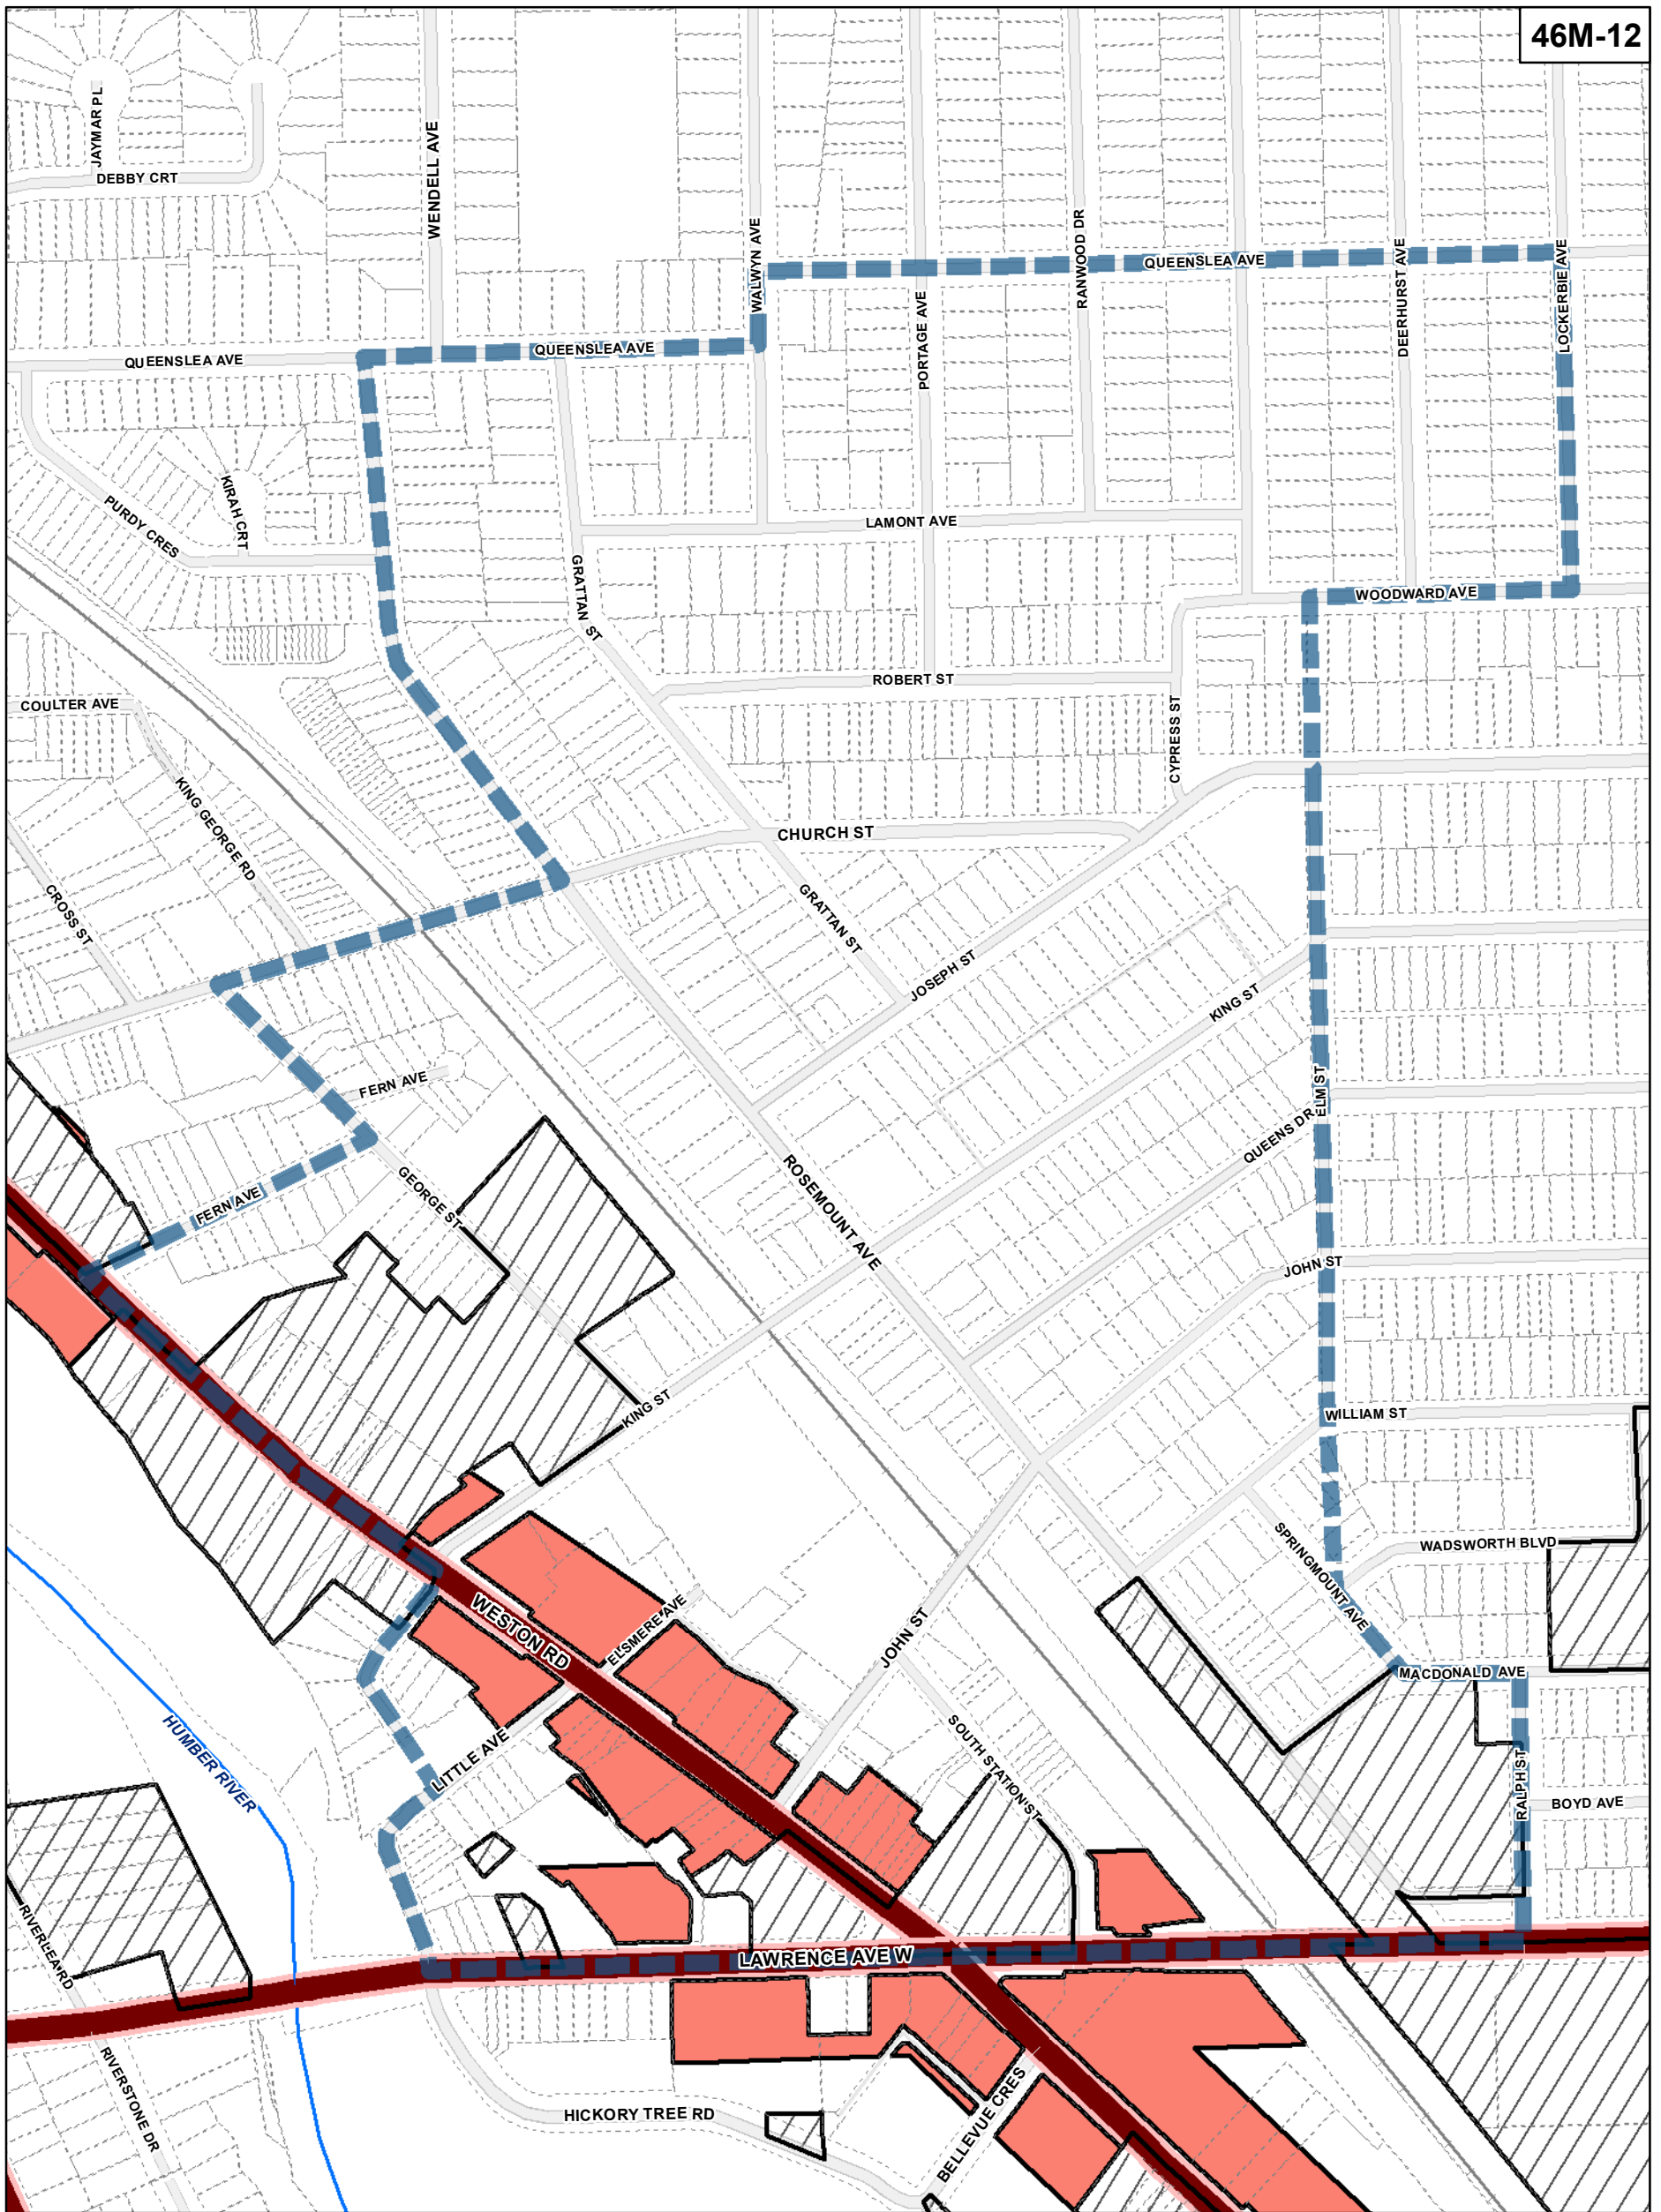 46M-12
JAYMAR PL
DEBBY CRT
WENDELL AVE
WALWYN AVE
RANWOOD DR
QUEENSLEA AVE
DEERHURST AVE
LOCKERBIE AVE
PORTAGE AVE
QUEENSLEA AVE
QUEENSLEA AVE
PURDY CRES
KIRAH CRT
LAMONT AVE
GRATTAN ST
WOODWARD AVE
COULTER AVE
ROBERT ST
CYPRESS ST
KING GEORGE RD
CHURCH ST
CROSS ST
GRATTAN ST
JOSEPH ST
KING ST
FERN AVE
ELM ST
QUEENS DR
FERN AVE
GEORGE ST
ROSEMOUNT AVE
JOHN ST
KING ST
WILLIAM ST
SPRINGMOUNT AVE
WADSWORTH BLVD
WESTON RD
ELSMERE AVE
JOHN ST
MACDONALD AVE
HUMBER RIVER
LITTLE AVE
SOUTH STATION ST
RALPH ST
BOYD AVE
RIVERLEA RD
LAWRENCE AVE W
RIVERSTONE DR
HICKORY TREE RD
BELLEVUE CRES